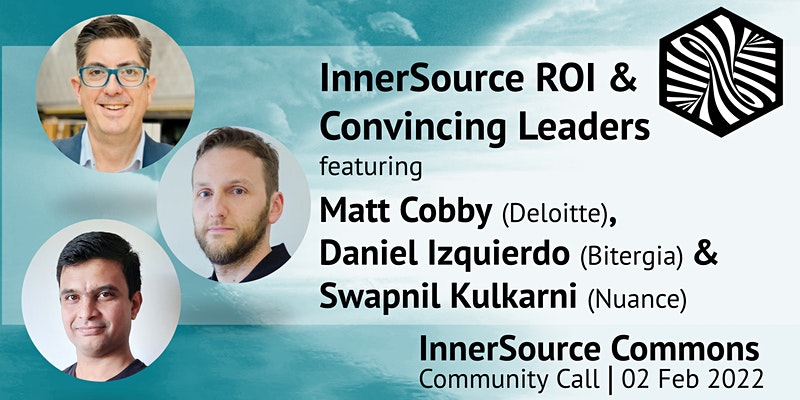 InnerSource ROI &
Convincing Leaders
featuring
Matt Cobby (Deloitte),
Daniel Izquierdo (Bitergia) &
Swapnil Kulkarni (Nuance)
InnerSource Commons
Community Call | 02 Feb 2022